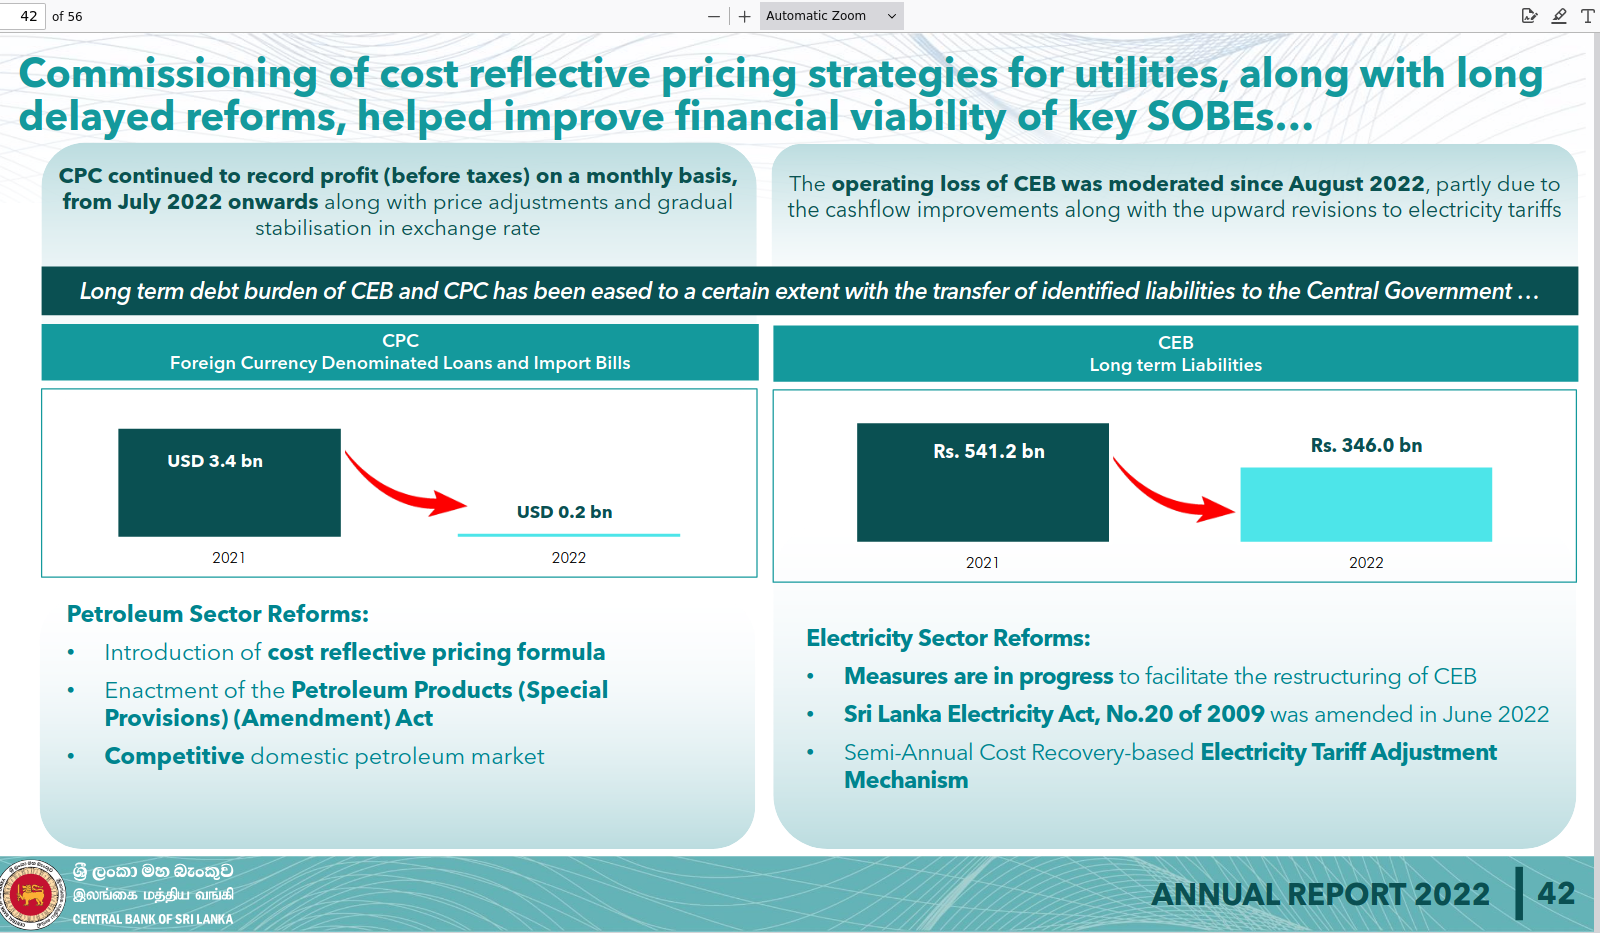 42 of 56
Automatic Zoom
Commissioning of cost reflective pricing strategies for utilities, along with long
delayed reforms, helped improve financial viability of key SOBEs...
CPC continued to record profit (before taxes) on a monthly basis,
from July 2022 onwards along with price adjustments and gradual
stabilisation in exchange rate
The operating loss of CEB was moderated since August 2022, partly due to
the cashflow improvements along with the upward revisions to electricity tariffs
Long term debt burden of CEB and CPC has been eased to a certain extent with the transfer of identified liabilities to the Central Government ...
CPC
Foreign Currency Denominated Loans and Import Bills
USD 3.4 bn
USD 0.2 bn
2021
2022
CEB
Long term Liabilities
Rs. 541.2 bn
Rs. 346.0 bn
2021
2022
Petroleum Sector Reforms:
• Introduction of cost reflective pricing formula
• Enactment of the Petroleum Products (Special
Provisions) (Amendment) Act
• Competitive domestic petroleum market
Electricity Sector Reforms:
• Measures are in progress to facilitate the restructuring of CEB
• Sri Lanka Electricity Act, No.20 of 2009 was amended in June 2022
• Semi-Annual Cost Recovery-based Electricity Tariff Adjustment
Mechanism
ශ්‍රී ලංකා මහ බැංකුව
இலங்கை மத்திய வங்கி
CENTRAL BANK OF SRI LANKA
ANNUAL REPORT 2022
42